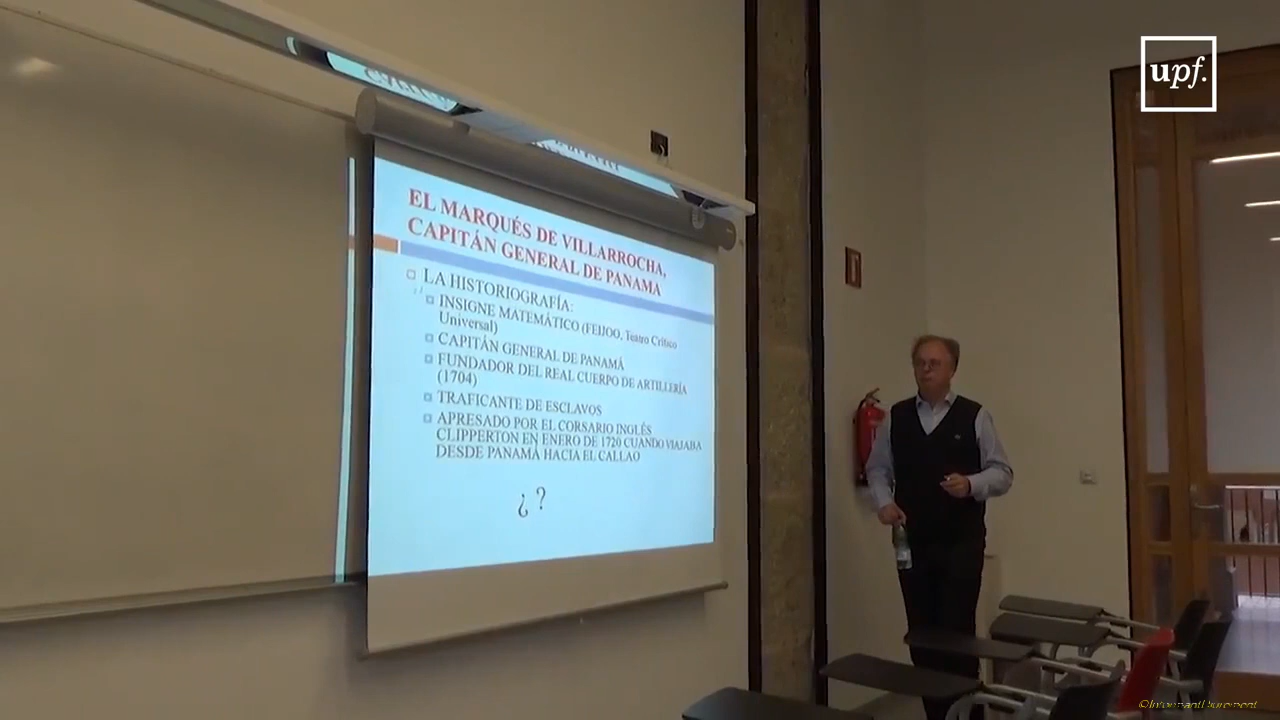 upf.
EL MARQUÉS DE VILLARROCHA,
CAPITÁN GENERAL DE PANAMA
LA HISTORIOGRAFÍA:
INSIGNE MATEMÁTICO (FEIJOO, Teatro Crítico
Universal)
CAPITÁN GENERAL DE PANAMÁ
FUNDADOR DEL REAL CUERPO DE ARTILLERÍA
(1704)
TRAFICANTE DE ESCLAVOS
APRESADO POR EL CORSARIO INGLÉS
CLIPPERTON EN ENERO DE 1720 CUANDO VIAJABA
DESDE PANAMÁ HACIA EL CALLAO
¿?